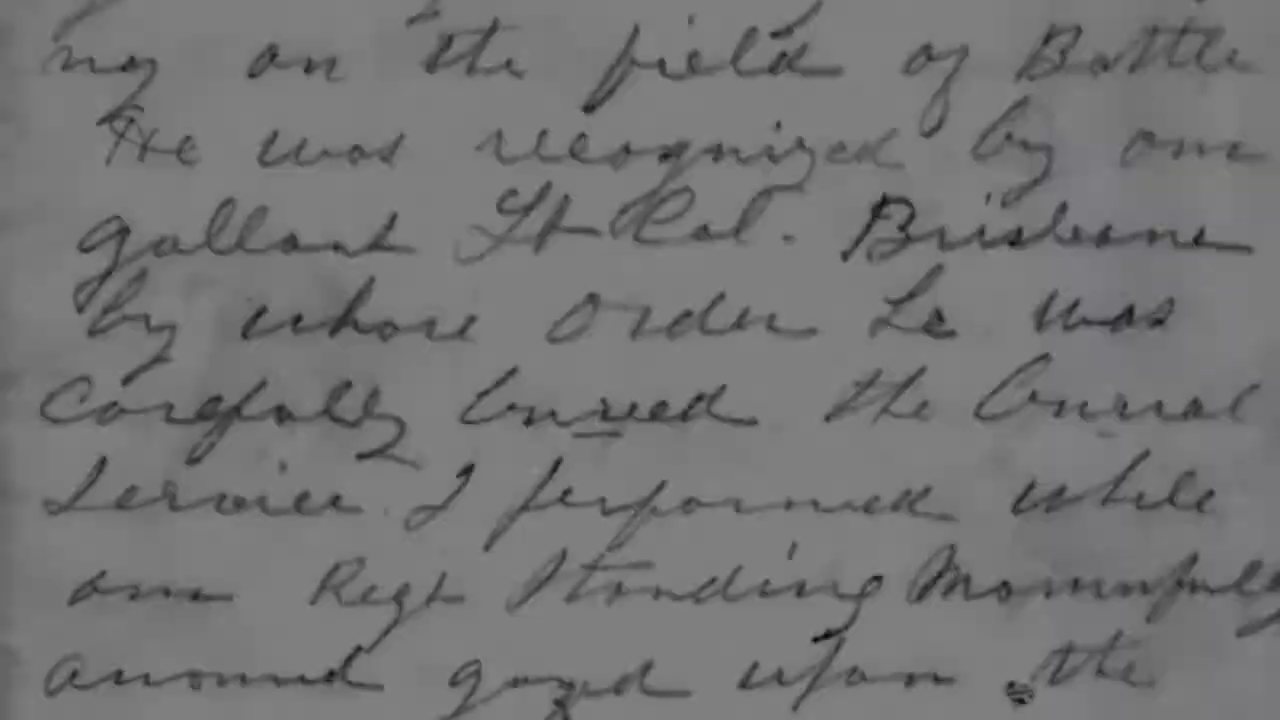 ny on the field of Battle
He was recognized by our
gallant Lt Col. Brisbane
by whose order he was
Carefully buried the burial
Service I performed while
our Regt Standing Mournfully
around gazed upon the